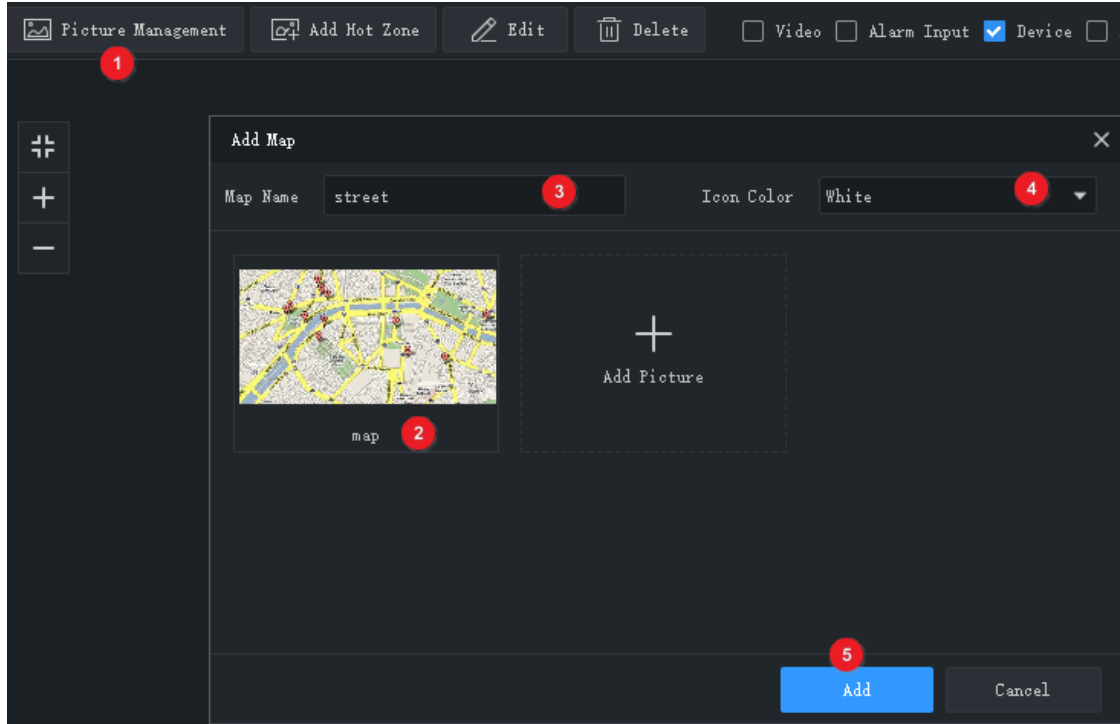 Picture Management Add Hot Zone Edit Delete Video Alarm Input Device
1
Add Map
Map Name street 3 Icon Color White 4
Add Picture
map 2
5
Add Cancel